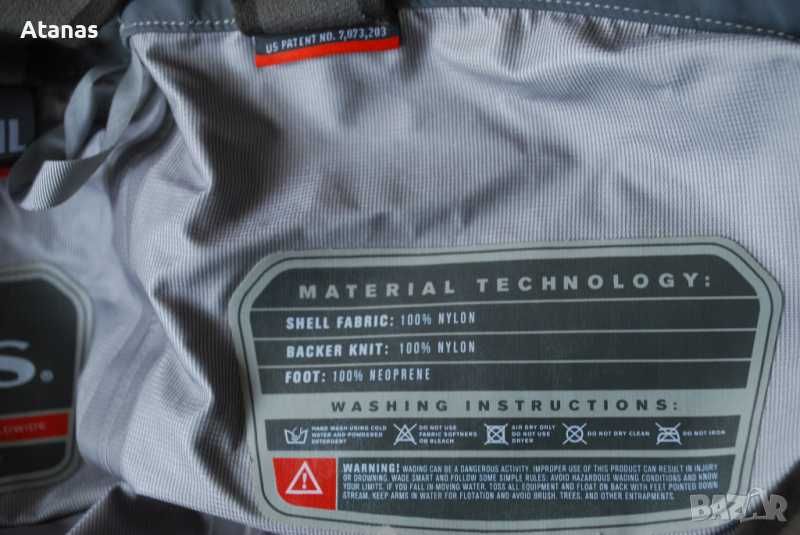 Atanas
US PATENT NO. 7,073,203
S®
MATERIAL TECHNOLOGY:
SHELL FABRIC: 100% NYLON
BACKER KNIT: 100% NYLON
FOOT: 100% NEOPRENE
WASHING INSTRUCTIONS:
HAND WASH USING COLD
WATER AND POWDERED
DETERGENT
DO NOT USE
FABRIC SOFTNERS
OR BLEACH
AIR DRY ONLY
DO NOT USE
DRYER
DO NOT DRY CLEAN
DO NOT IRON
WARNING! WADING CAN BE A DANGEROUS ACTIVITY. IMPROPER USE OF THIS PRODUCT CAN RESULT IN INJURY
OR DROWNING. WADE SMART AND FOLLOW SOME SIMPLE RULES: AVOID HAZARDOUS WADING CONDITIONS AND KNOW
YOUR LIMITS. IF YOU FALL IN MOVING WATER, TOSS ALL EQUIPMENT AND FLOAT ON BACK WITH FEET POINTED DOWN
STREAM. KEEP ARMS IN WATER FOR FLOTATION AND AVOID BRUSH, TREES, AND OTHER ENTRAPMENTS.
BAZAR